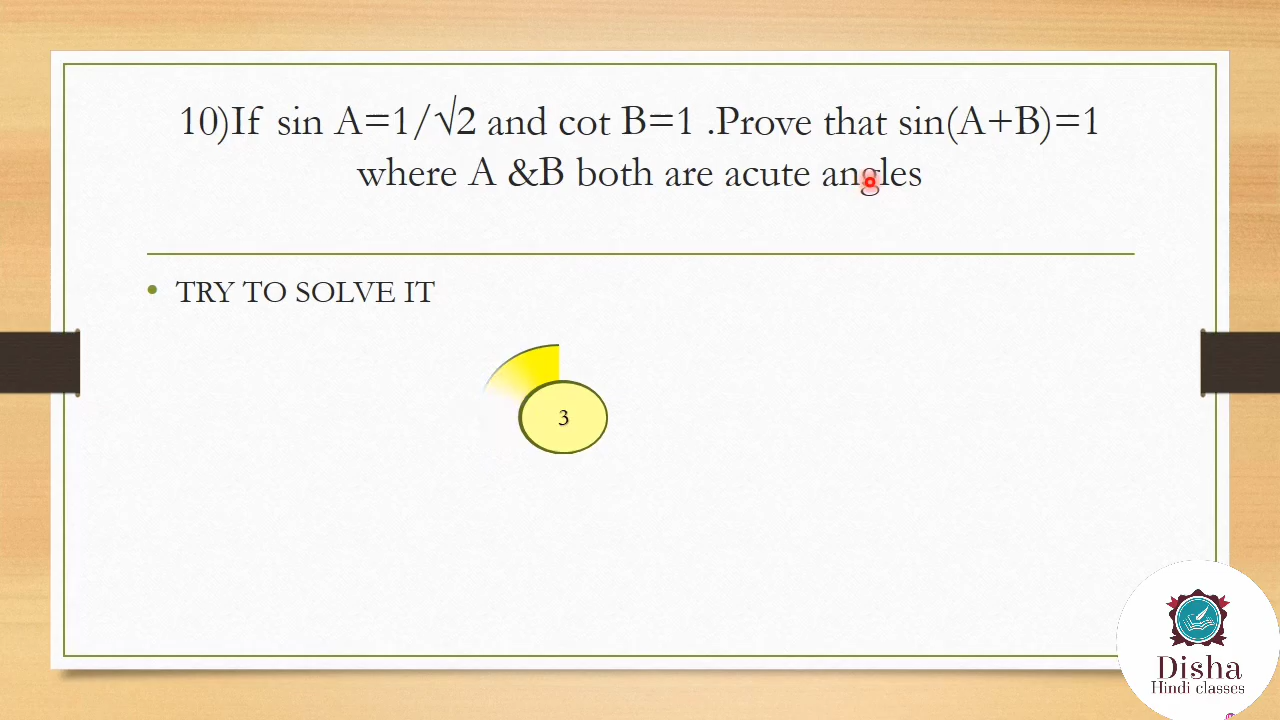 10)If sin A=1/√2 and cot B=1 .Prove that sin(A+B)=1
where A &B both are acute angles
• TRY TO SOLVE IT
3
Disha
Hindi classes